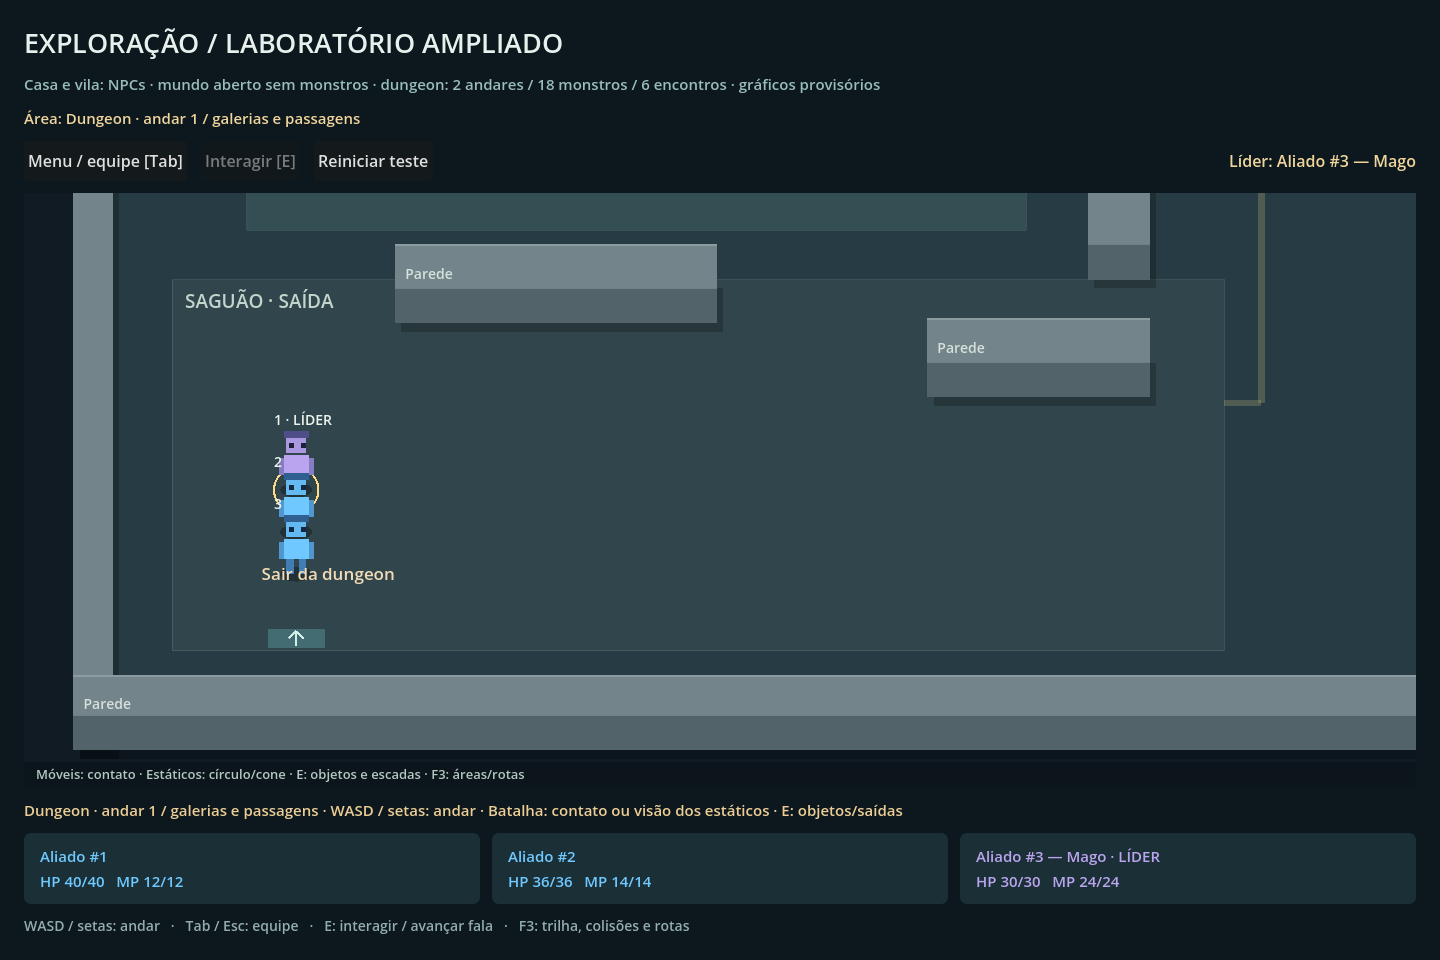 EXPLORAÇÃO / LABORATÓRIO AMPLIADO
Casa e vila: NPCs · mundo aberto sem monstros · dungeon: 2 andares / 18 monstros / 6 encontros · gráficos provisórios
Área: Dungeon · andar 1 / galerias e passagens
Menu / equipe [Tab] Interagir [E] Reiniciar teste Líder: Aliado #3 — Mago
Parede
SAGUÃO · SAÍDA
Parede
1 · LÍDER
2
3
Sair da dungeon
Parede
Móveis: contato · Estáticos: círculo/cone · E: objetos e escadas · F3: áreas/rotas
Dungeon · andar 1 / galerias e passagens · WASD / setas: andar · Batalha: contato ou visão dos estáticos · E: objetos/saídas
Aliado #1
HP 40/40 MP 12/12
Aliado #2
HP 36/36 MP 14/14
Aliado #3 — Mago · LÍDER
HP 30/30 MP 24/24
WASD / setas: andar · Tab / Esc: equipe · E: interagir / avançar fala · F3: trilha, colisões e rotas